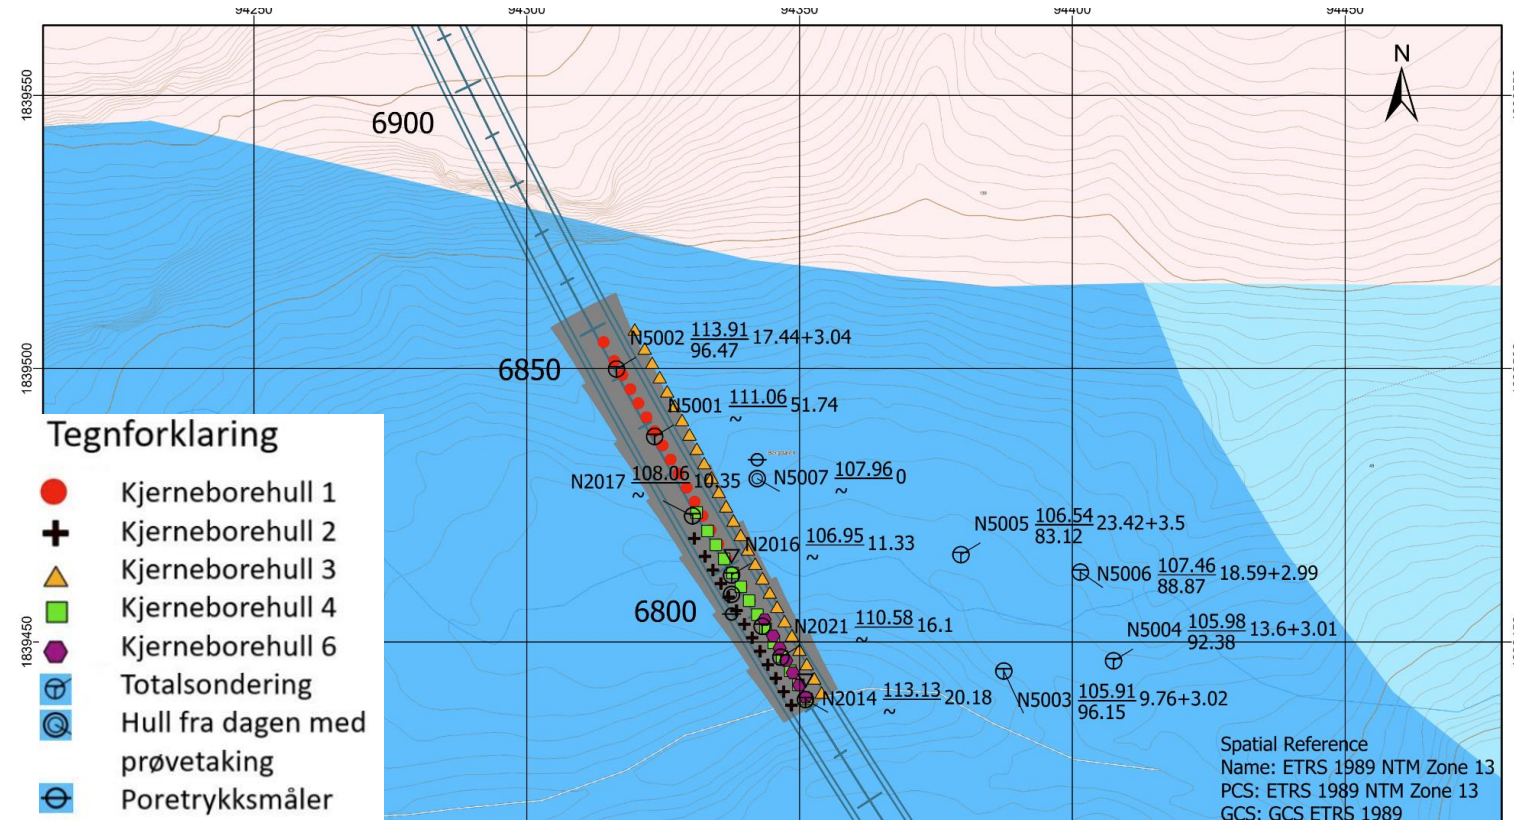 94250 94300 94350 94400 94450
N
1839550
6900
N5002 113.91 17.44+3.04
96.47
1839500
6850
N5001 111.06 51.74
~
Tegnforklaring
Kjerneborehull 1
Kjerneborehull 2
Kjerneborehull 3
Kjerneborehull 4
Kjerneborehull 6
Totalsondering
Hull fra dagen med
prøvetaking
Poretrykksmåler
N2017 108.06 10.35
~
N5007 107.96 0
~
N2016 106.95 11.33
~
N5005 106.54 23.42+3.5
83.12
N5006 107.46 18.59+2.99
88.87
6800
N2021 110.58 16.1
~
N5004 105.98 13.6+3.01
92.38
1839450
N2014 113.13 20.18
~
N5003 105.91 9.76+3.02
96.15
Spatial Reference
Name: ETRS 1989 NTM Zone 13
PCS: ETRS 1989 NTM Zone 13
GCS: GCS ETRS 1989